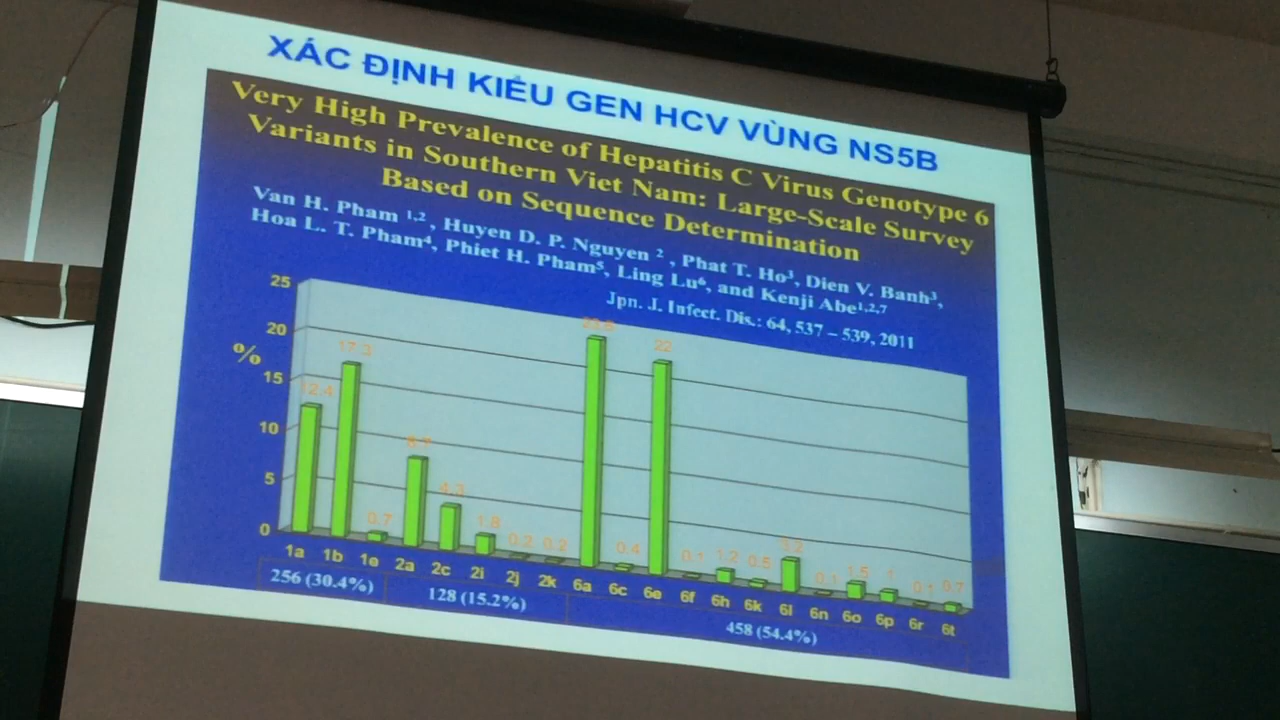 XÁC ĐỊNH KIỂU GEN HCV VÙNG NS5B
Very High Prevalence of Hepatitis C Virus Genotype 6
Variants in Southern Viet Nam: Large-Scale Survey
Based on Sequence Determination
Van H. Pham 1,2, Huyen D. P. Nguyen 2, Phat T. Ho3, Dien V. Banh3,
Hoa L. T. Pham4, Phiet H. Pham5, Ling Lu6, and Kenji Abe1,2,7
Jpn. J. Infect. Dis.: 64, 537 – 539, 2011
%
25
20
15
10
5
0
12.4 17.3 0.7 8.7 4.3 1.8 0.2 0.2 0.4 22 0.1 1.2 0.5 3.2 0.1 1.5 1 0.1 0.7
1a 1b 1e 2a 2c 2i 2j 2k 6a 6c 6e 6f 6h 6k 6l 6n 6o 6p 6r 6t
256 (30.4%) 128 (15.2%) 458 (54.4%)